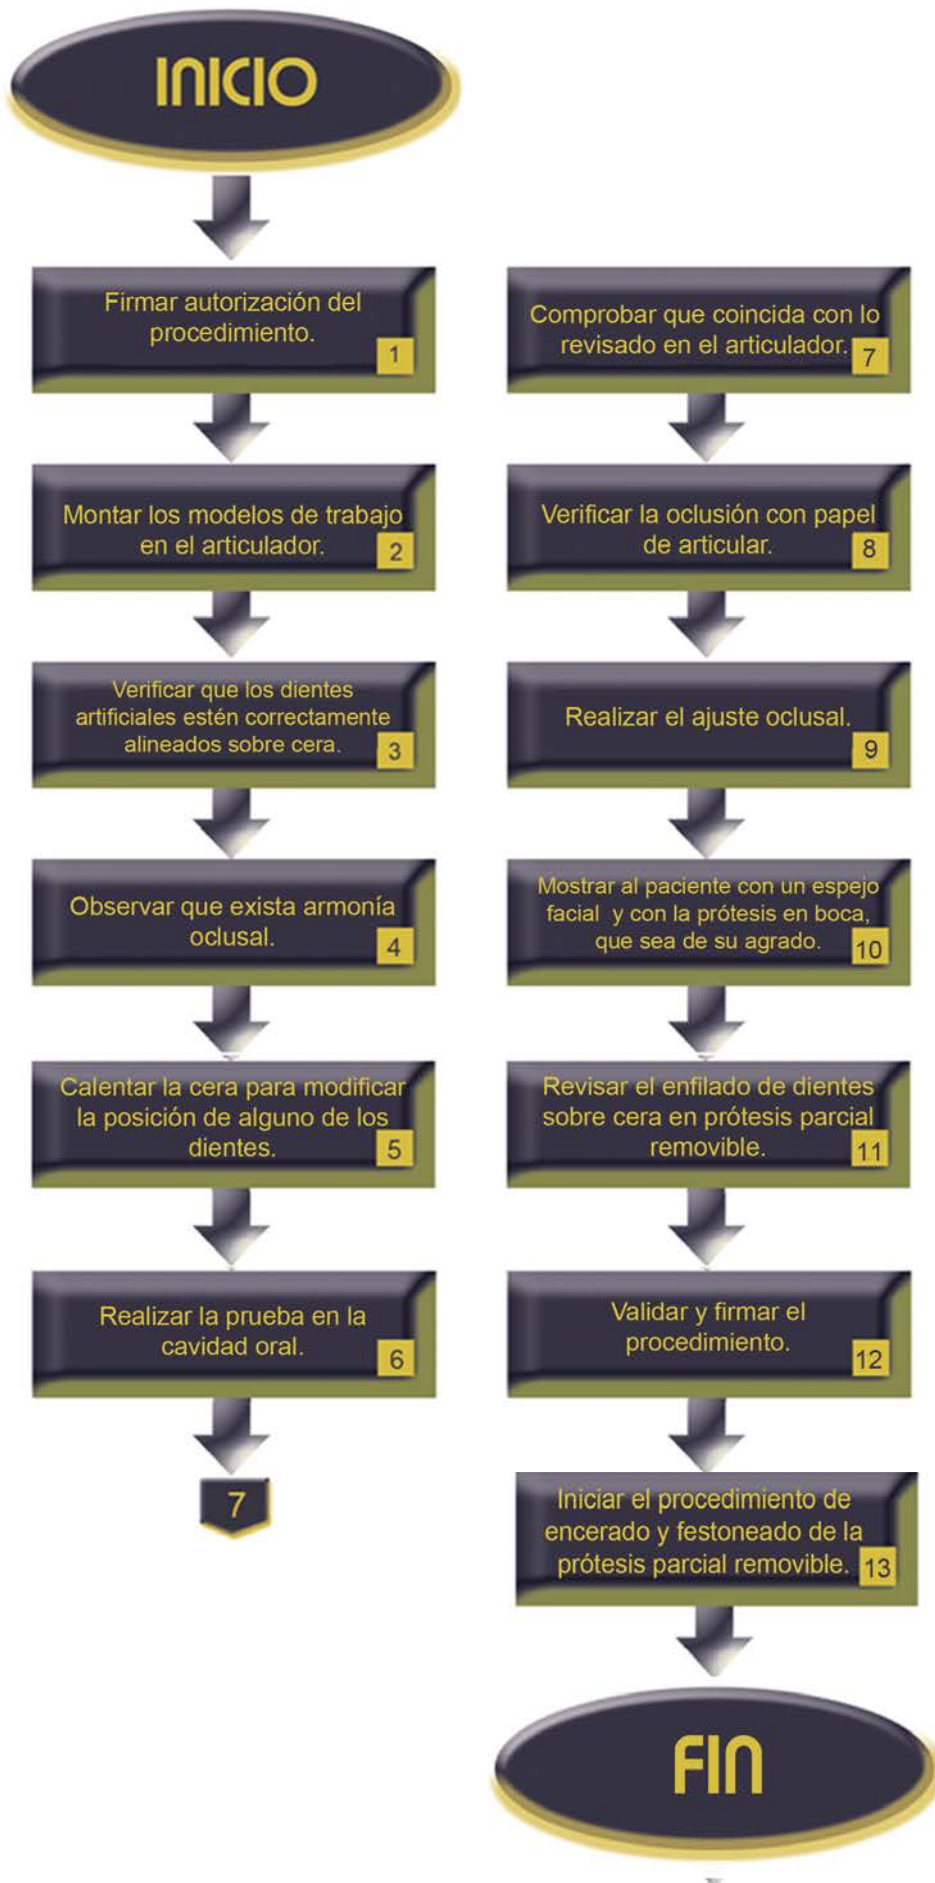 INICIO
Firmar autorización del
procedimiento.
1
Montar los modelos de trabajo
en el articulador.
2
Verificar que los dientes
artificiales estén correctamente
alineados sobre cera.
3
Observar que exista armonía
oclusal.
4
Calentar la cera para modificar
la posición de alguno de los
dientes.
5
Realizar la prueba en la
cavidad oral.
6
7
Comprobar que coincida con lo
revisado en el articulador.
7
Verificar la oclusión con papel
de articular.
8
Realizar el ajuste oclusal.
9
Mostrar al paciente con un espejo
facial y con la prótesis en boca,
que sea de su agrado.
10
Revisar el enfilado de dientes
sobre cera en prótesis parcial
removible.
11
Validar y firmar el
procedimiento.
12
Iniciar el procedimiento de
encerado y festoneado de la
prótesis parcial removible.
13
FIN